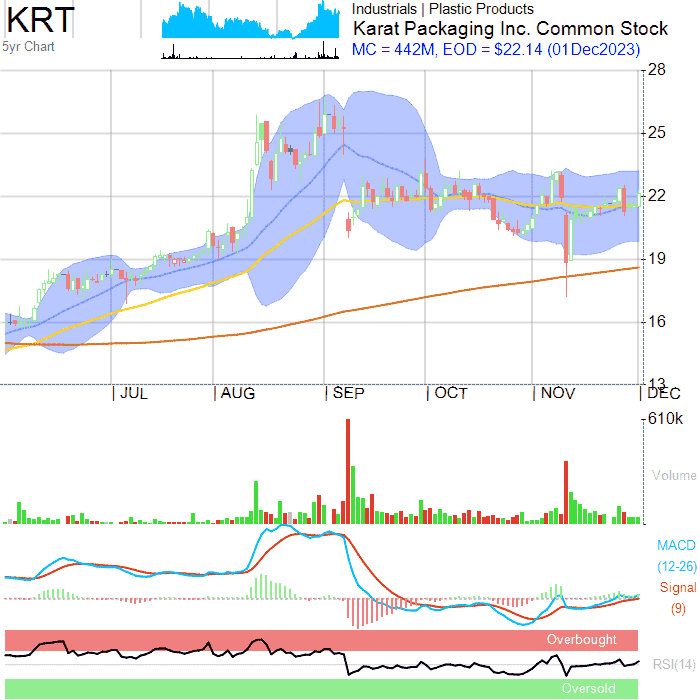 KRT
5yr Chart
Industrials | Plastic Products
Karat Packaging Inc. Common Stock
MC = 442M, EOD = $22.14 (01Dec2023)
28
25
22
19
16
13
JUL
AUG
SEP
OCT
NOV
DEC
610k
Volume
MACD
(12-26)
Signal
(9)
Overbought
RSI(14)
Oversold